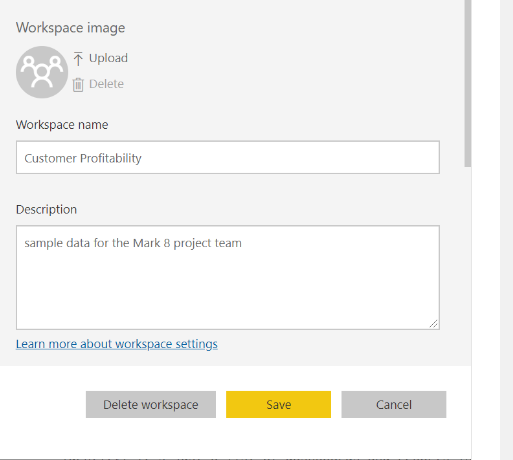 Workspace image
Upload
Delete
Workspace name
Customer Profitability
Description
sample data for the Mark 8 project team
Learn more about workspace settings
Delete workspace
Save
Cancel